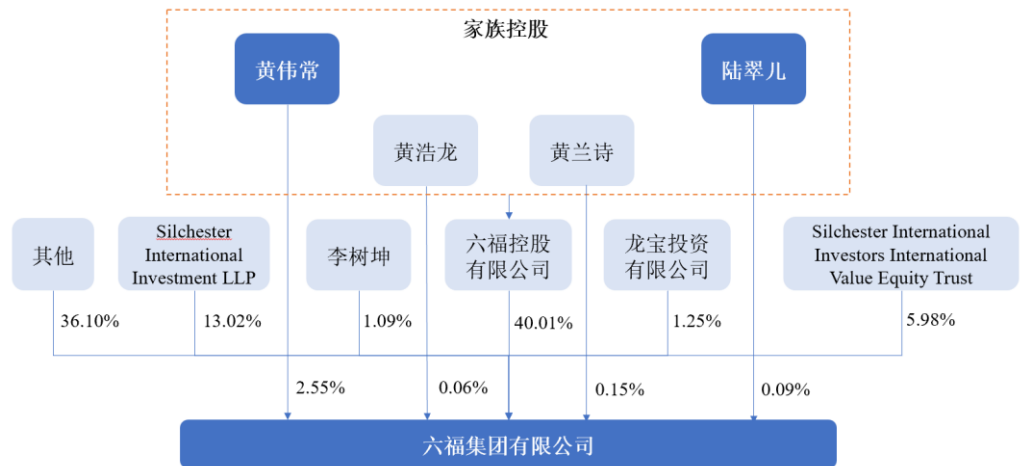 家族控股
黄伟常
陆翠儿
黄浩龙
黄兰诗
其他
Silchester
International
Investment LLP
李树坤
六福控股
有限公司
龙宝投资
有限公司
Silchester International
Investors International
Value Equity Trust
36.10%
13.02%
1.09%
40.01%
1.25%
5.98%
2.55%
0.06%
0.15%
0.09%
六福集团有限公司